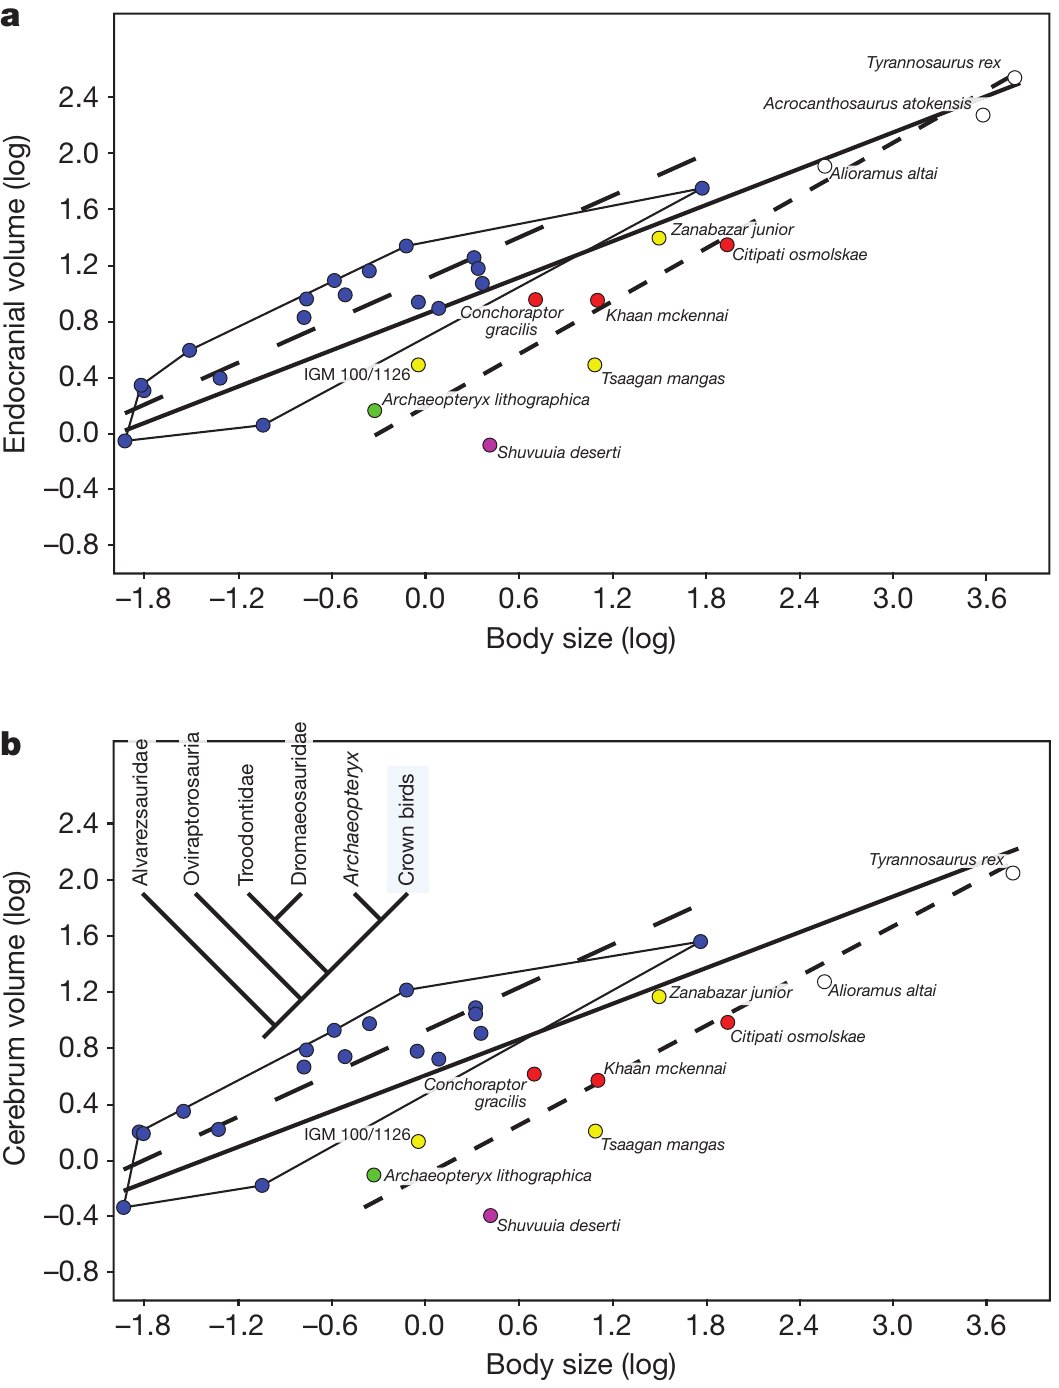 a
Endocranial volume (log)
2.4
2.0
1.6
1.2
0.8
0.4
0.0
−0.4
−0.8
Tyrannosaurus rex
Acrocanthosaurus atokensis
Alioramus altai
Zanabazar junior
Citipati osmolskae
Conchoraptor
gracilis
Khaan mckennai
IGM 100/1126
Tsaagan mangas
Archaeopteryx lithographica
Shuvuuia deserti
−1.8 −1.2 −0.6 0.0 0.6 1.2 1.8 2.4 3.0 3.6
Body size (log)
b
Cerebrum volume (log)
Alvarezsauridae
Oviraptorosauria
Troodontidae
Dromaeosauridae
Archaeopteryx
Crown birds
2.4
2.0
1.6
1.2
0.8
0.4
0.0
−0.4
−0.8
Tyrannosaurus rex
Zanabazar junior
Alioramus altai
Citipati osmolskae
Khaan mckennai
Conchoraptor
gracilis
IGM 100/1126
Tsaagan mangas
Archaeopteryx lithographica
Shuvuuia deserti
−1.8 −1.2 −0.6 0.0 0.6 1.2 1.8 2.4 3.0 3.6
Body size (log)